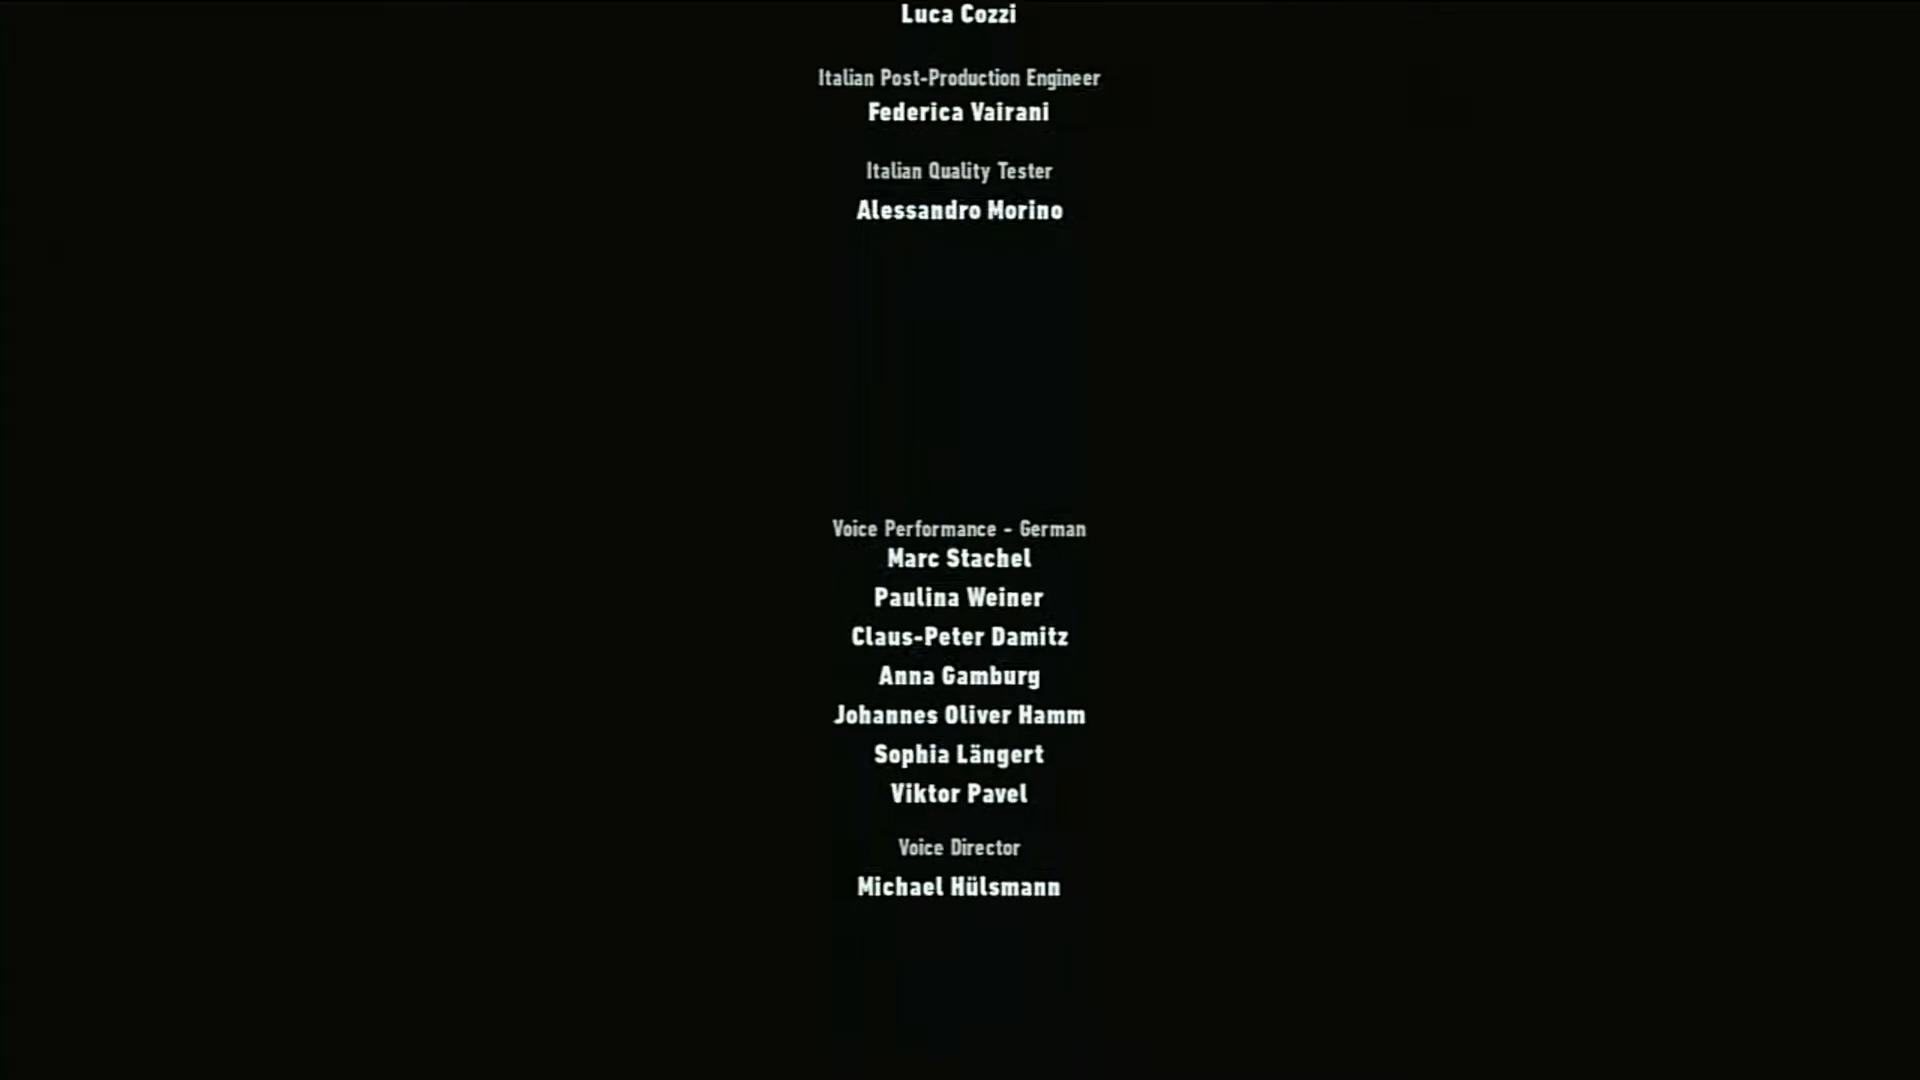 Luca Cozzi
Italian Post-Production Engineer
Federica Vairani
Italian Quality Tester
Alessandro Morino
Voice Performance - German
Marc Stachel
Paulina Weiner
Claus-Peter Damitz
Anna Gamburg
Johannes Oliver Hamm
Sophia Längert
Viktor Pavel
Voice Director
Michael Hülsmann